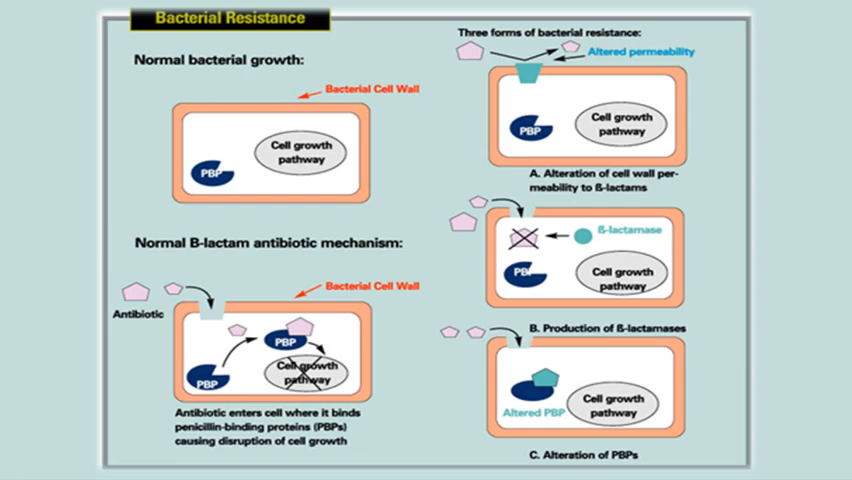 Bacterial Resistance
Normal bacterial growth:
Bacterial Cell Wall
Cell growth
pathway
PBP
Normal B-lactam antibiotic mechanism:
Bacterial Cell Wall
Antibiotic
PBP
PBP
Cell growth
pathway
Antibiotic enters cell where it binds
penicillin-binding proteins (PBPs)
causing disruption of cell growth
Three forms of bacterial resistance:
Altered permeability
PBP
Cell growth
pathway
A. Alteration of cell wall per-
meability to ß-lactams
ß-lactamase
PBP
Cell growth
pathway
B. Production of ß-lactamases
Altered PBP
Cell growth
pathway
C. Alteration of PBPs